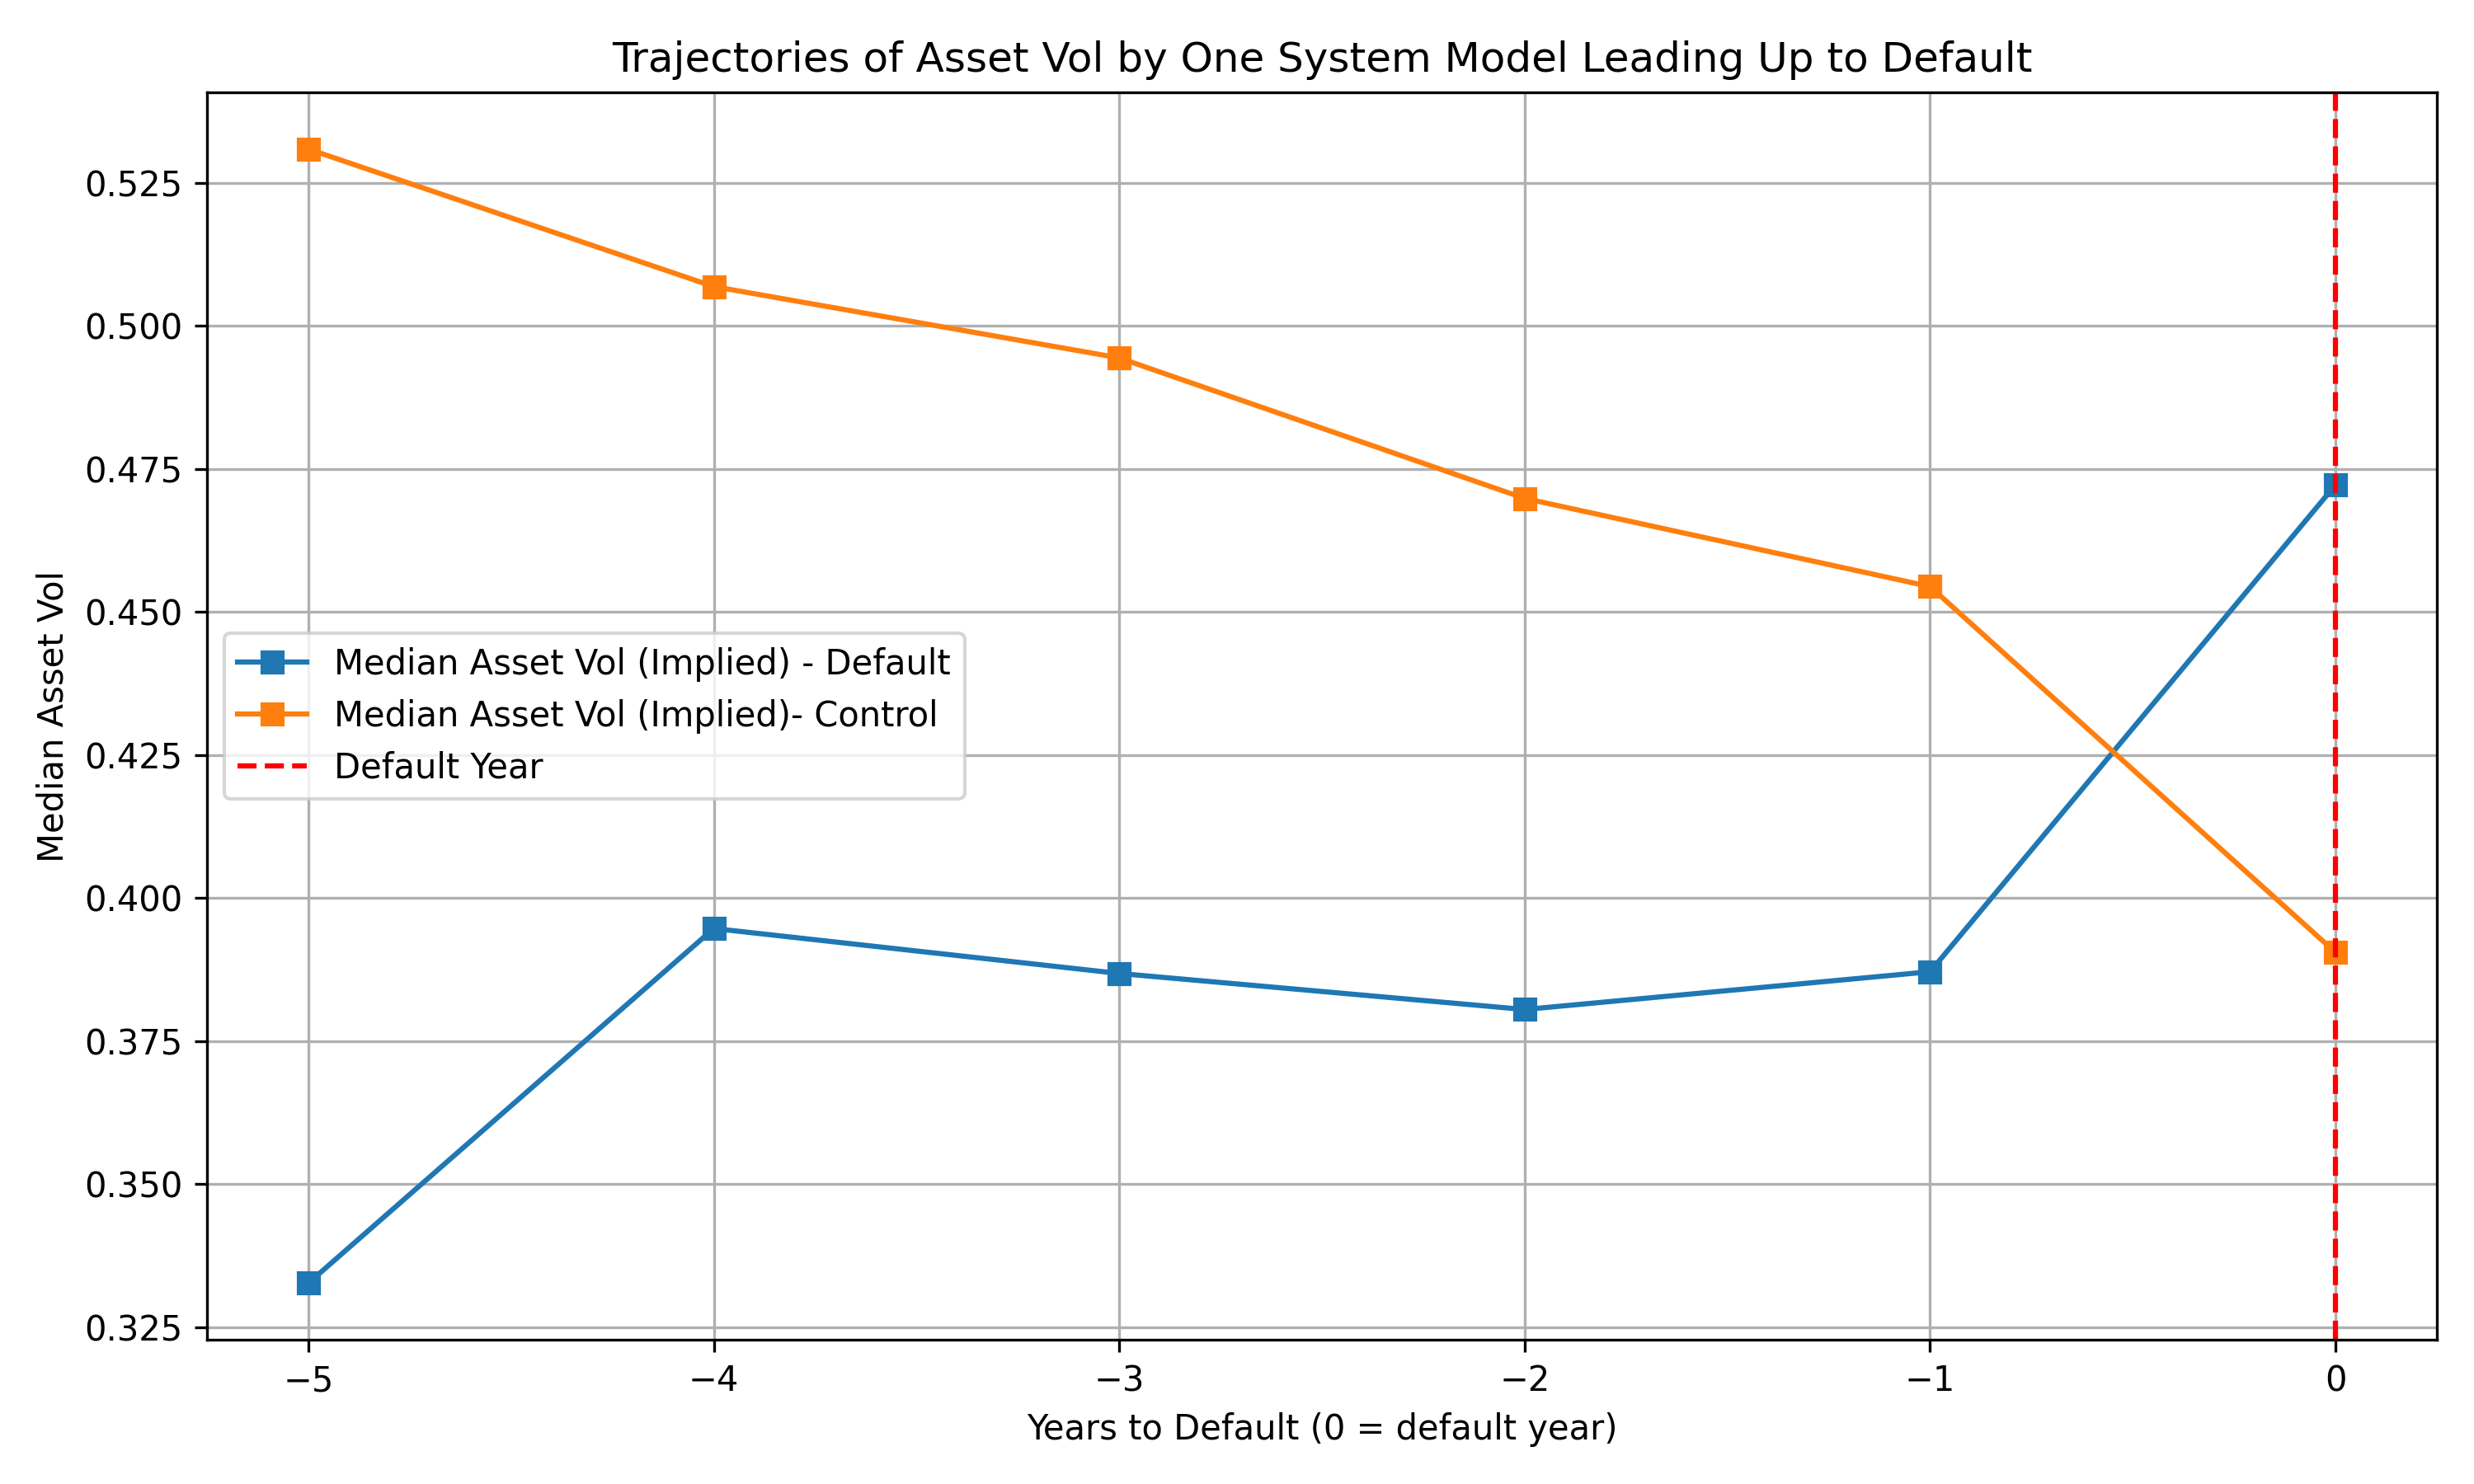 Trajectories of Asset Vol by One System Model Leading Up to Default
Median Asset Vol
0.525
0.500
0.475
0.450
0.425
0.400
0.375
0.350
0.325
Median Asset Vol (Implied) - Default
Median Asset Vol (Implied)- Control
Default Year
−5
−4
−3
−2
−1
0
Years to Default (0 = default year)